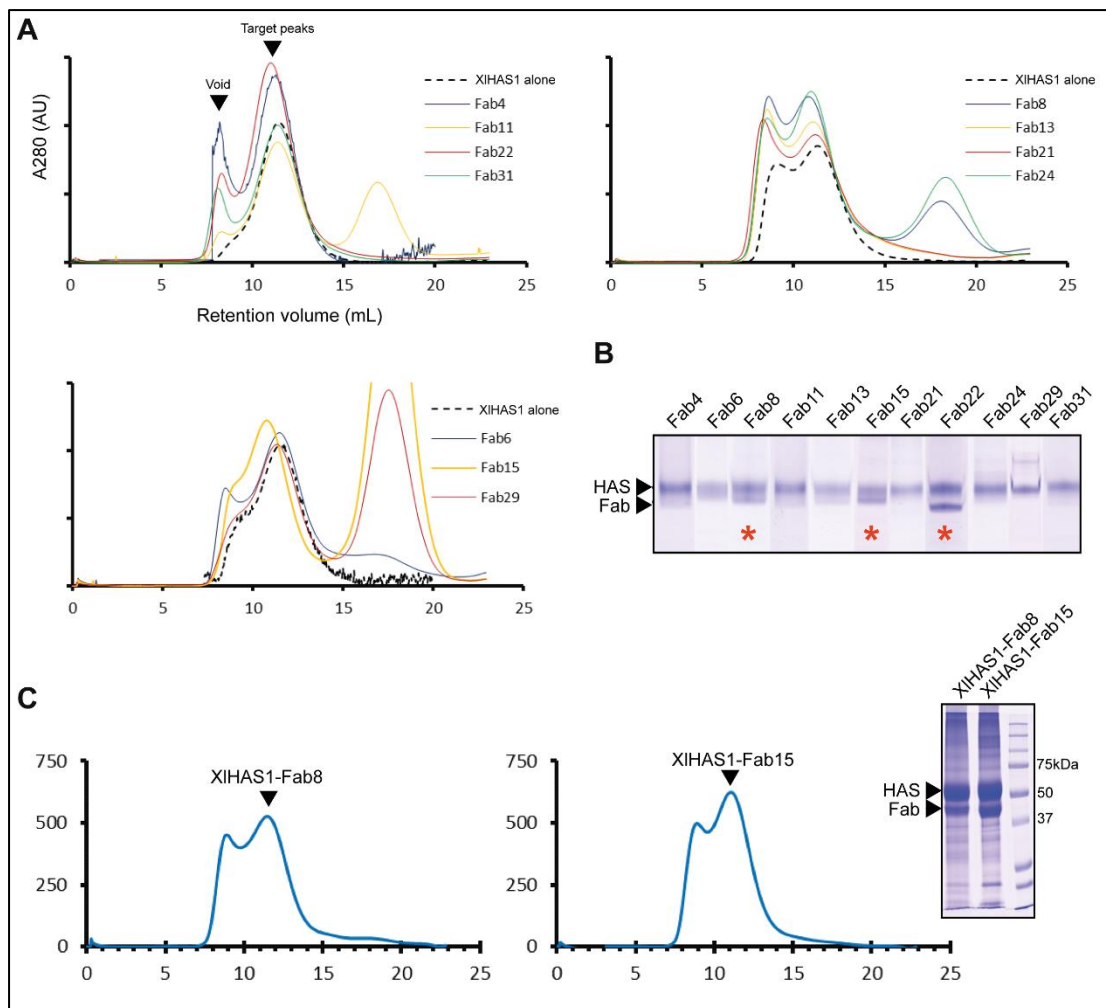 A
Target peaks
Void
A280 (AU)
XlHAS1 alone
Fab4
Fab11
Fab22
Fab31
0 5 10 15 20 25
Retention volume (mL)
XlHAS1 alone
Fab8
Fab13
Fab21
Fab24
0 5 10 15 20 25
XlHAS1 alone
Fab6
Fab15
Fab29
0 5 10 15 20 25
B
Fab4 Fab6 Fab8 Fab11 Fab13 Fab15 Fab21 Fab22 Fab24 Fab29 Fab31
HAS
Fab
* * *
C
750
500
250
0
XlHAS1-Fab8
0 5 10 15 20 25
750
500
250
0
XlHAS1-Fab15
0 5 10 15 20 25
XlHAS1-Fab8
XlHAS1-Fab15
75kDa
HAS
50
Fab
37